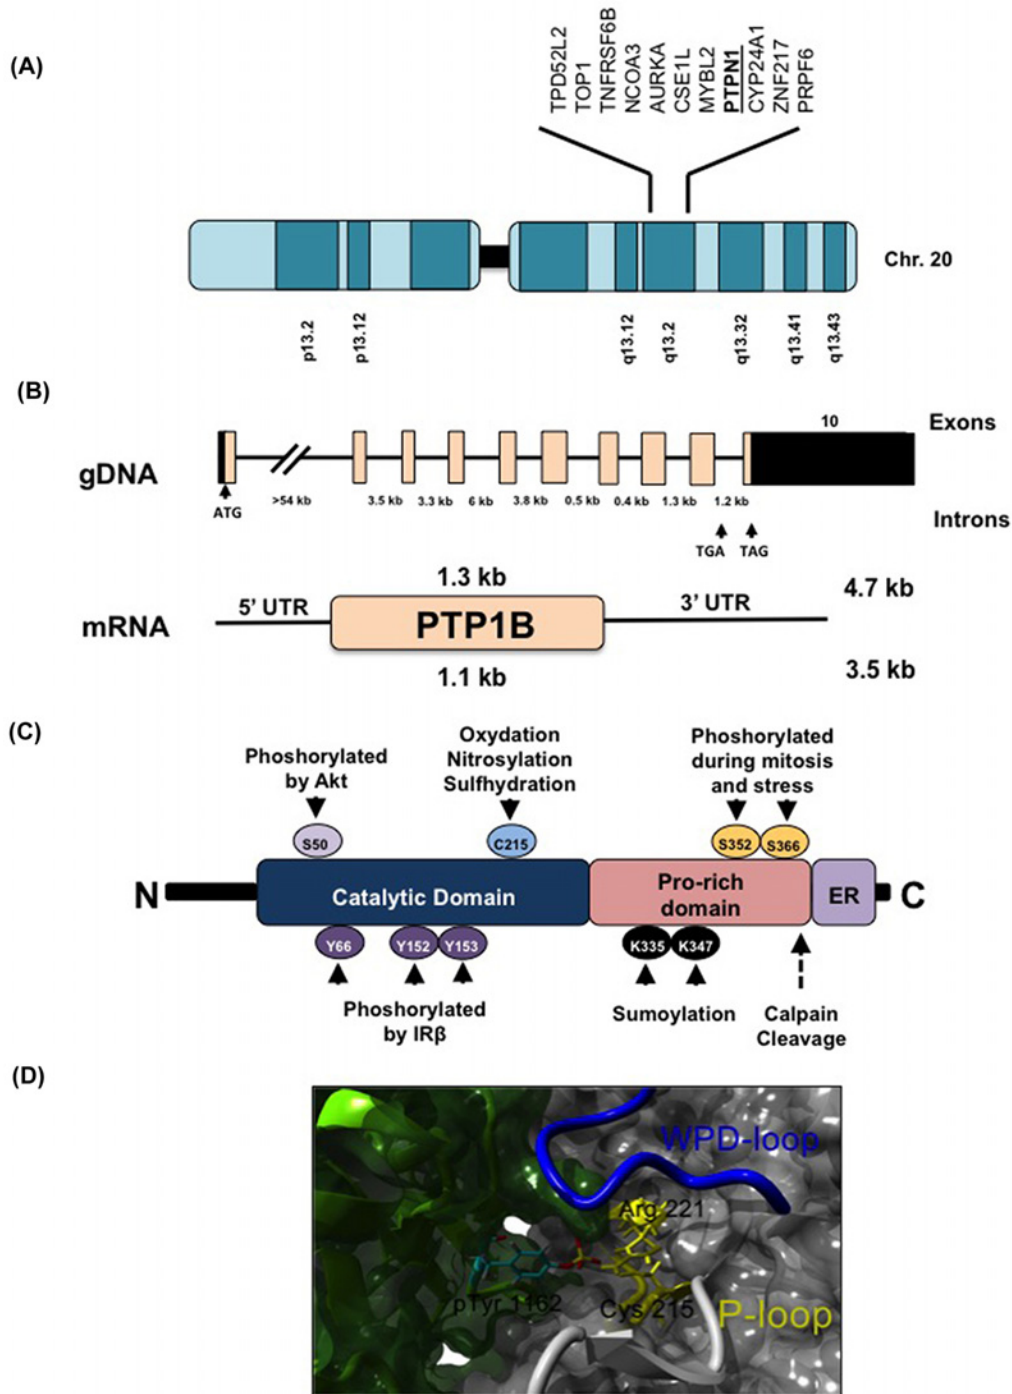 (A)
TPD52L2
TOP1
TNFRSF6B
NCOA3
AURKA
CSE1L
MYBL2
PTPN1
CYP24A1
ZNF217
PRPF6
Chr. 20
p13.2
p13.12
q13.12
q13.2
q13.32
q13.41
q13.43
(B)
10
Exons
gDNA
>54 kb
3.5 kb
3.3 kb
6 kb
3.8 kb
0.5 kb
0.4 kb
1.3 kb
1.2 kb
ATG
Introns
TGA
TAG
1.3 kb
4.7 kb
5' UTR
3' UTR
mRNA
PTP1B
1.1 kb
3.5 kb
(C)
Phoshorylated
by Akt
Oxydation
Nitrosylation
Sulfhydration
Phoshorylated
during mitosis
and stress
S50
C215
S352
S366
N
Catalytic Domain
Pro-rich
domain
ER
C
Y66
Y152
Y153
K335
K347
Phoshorylated
by IRβ
Sumoylation
Calpain
Cleavage
(D)
WPD-loop
Arg 221
pTyr 1162
Cys 215
P-loop